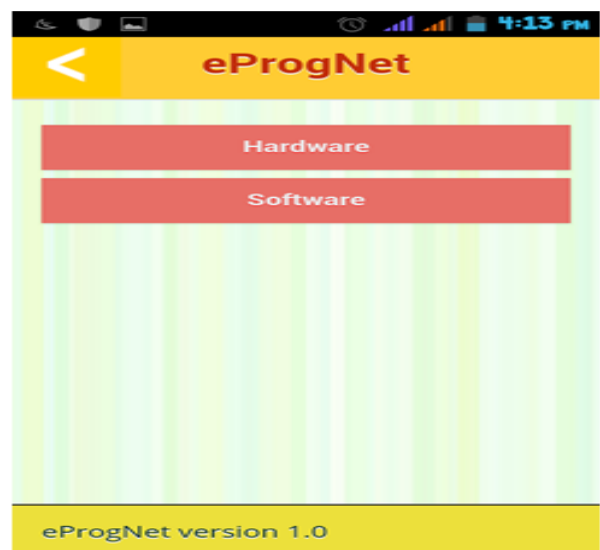 4:13 PM
< eProgNet
Hardware
Software
eProgNet version 1.0